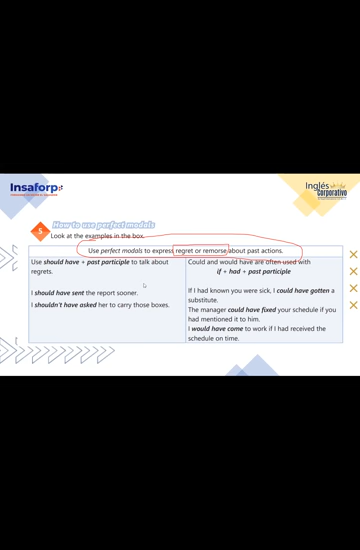 Insaforp
Inglés
Corporativo
5
How to use perfect modals
Look at the examples in the box.
Use perfect modals to express regret or remorse about past actions.
Use should have + past participle to talk about
regrets.
I should have sent the report sooner.
I shouldn't have asked her to carry those boxes.
Could and would have are often used with
if + had + past participle
If I had known you were sick, I could have gotten a
substitute.
The manager could have fixed your schedule if you
had mentioned it to him.
I would have come to work if I had received the
schedule on time.